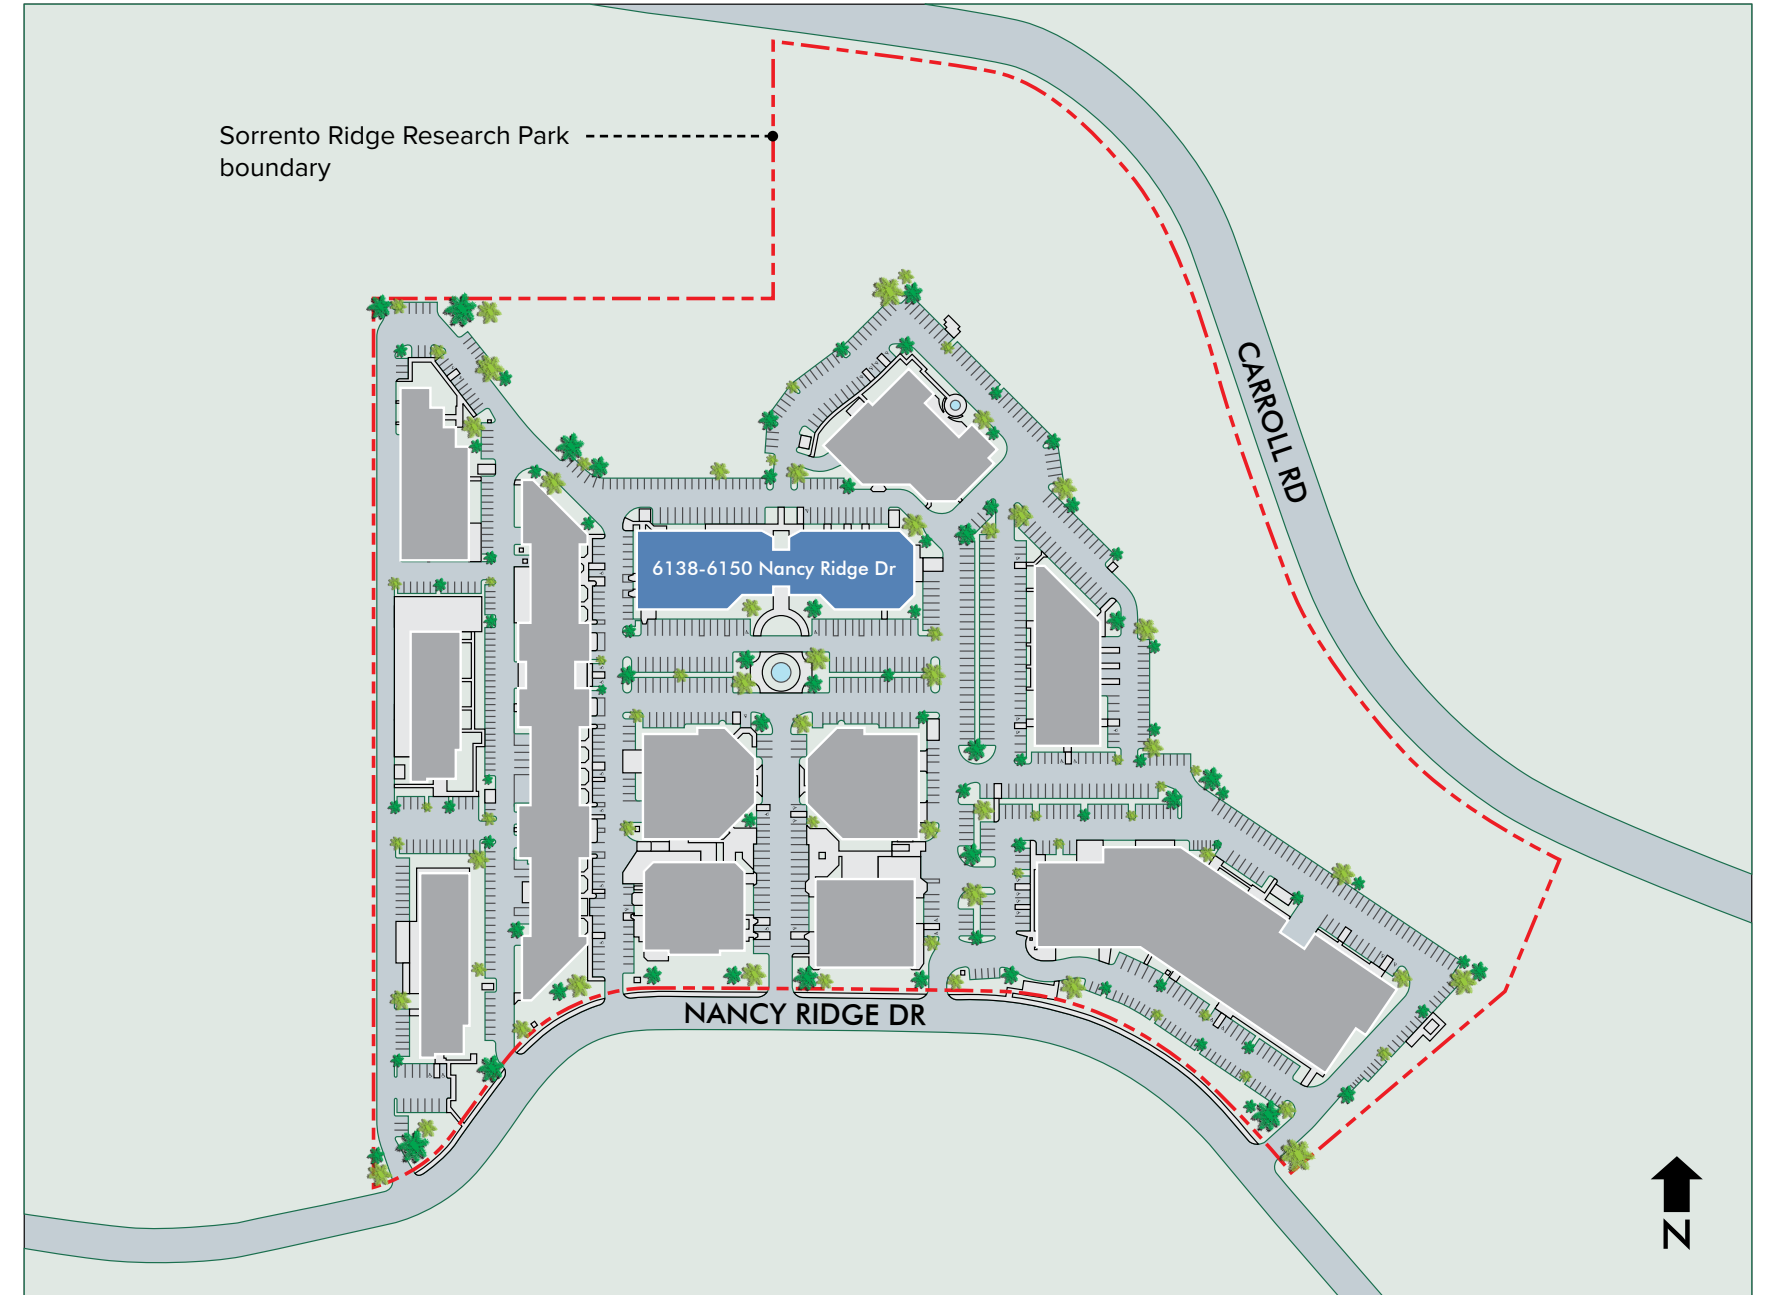 Sorrento Ridge Research Park
boundary
CARROLL RD
6138-6150 Nancy Ridge Dr
NANCY RIDGE DR
N